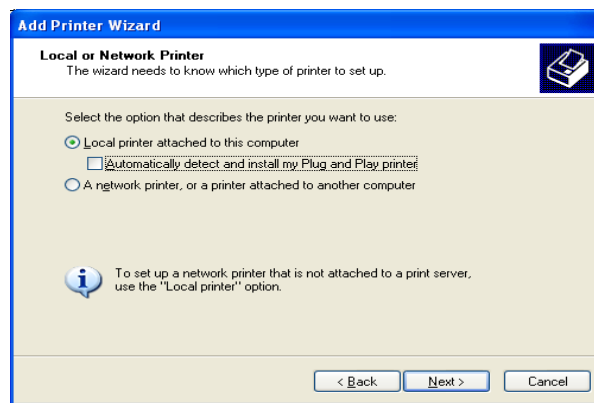 Add Printer Wizard
Local or Network Printer
The wizard needs to know which type of printer to set up.
Select the option that describes the printer you want to use:
Local printer attached to this computer
Automatically detect and install my Plug and Play printer
A network printer, or a printer attached to another computer
To set up a network printer that is not attached to a print server,
use the "Local printer" option.
< Back Next > Cancel